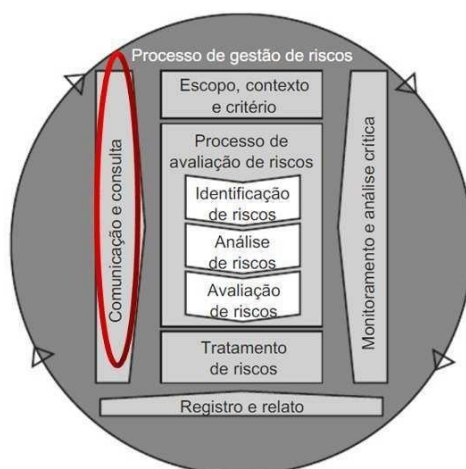 Processo de gestão de riscos
Escopo, contexto
e critério
Processo de
avaliação de riscos
Identificação
de riscos
Análise
de riscos
Avaliação
de riscos
Tratamento
de riscos
Comunicação e consulta
Monitoramento e análise crítica
Registro e relato